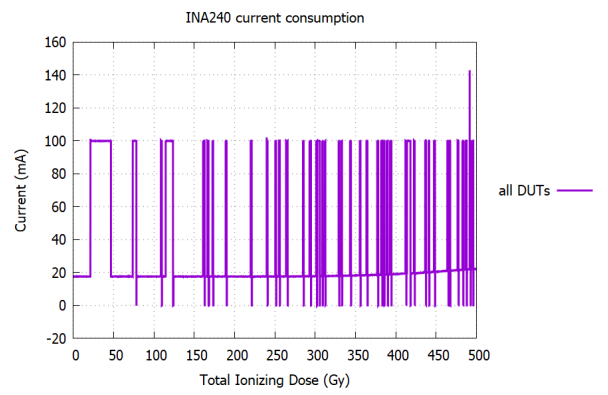 INA240 current consumption
160
140
120
100
80
60
40
20
0
-20
Current (mA)
0 50 100 150 200 250 300 350 400 450 500
Total Ionizing Dose (Gy)
all DUTs